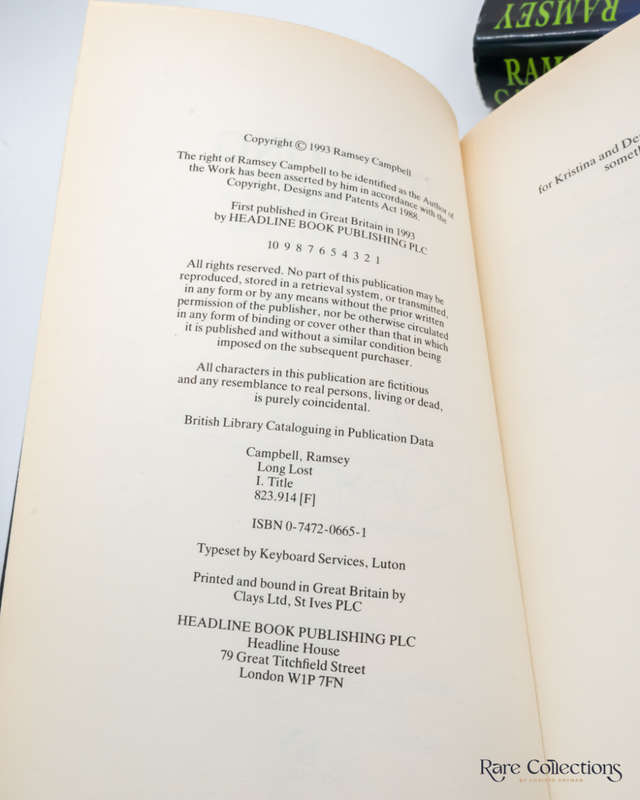 RAMSEY
RAM
Copyright © 1993 Ramsey Campbell
The right of Ramsey Campbell to be identified as the Author of
the Work has been asserted by him in accordance with the
Copyright, Designs and Patents Act 1988.
First published in Great Britain in 1993
by HEADLINE BOOK PUBLISHING PLC
10 9 8 7 6 5 4 3 2 1
All rights reserved. No part of this publication may be
reproduced, stored in a retrieval system, or transmitted,
in any form or by any means without the prior written
permission of the publisher, nor be otherwise circulated
in any form of binding or cover other than that in which
it is published and without a similar condition being
imposed on the subsequent purchaser.
All characters in this publication are fictitious
and any resemblance to real persons, living or dead,
is purely coincidental.
British Library Cataloguing in Publication Data
Campbell, Ramsey
Long Lost
I. Title
823.914 [F]
ISBN 0-7472-0665-1
Typeset by Keyboard Services, Luton
Printed and bound in Great Britain by
Clays Ltd, St Ives PLC
HEADLINE BOOK PUBLISHING PLC
Headline House
79 Great Titchfield Street
London W1P 7FN
for Kristina and De
someth
Rare Collections